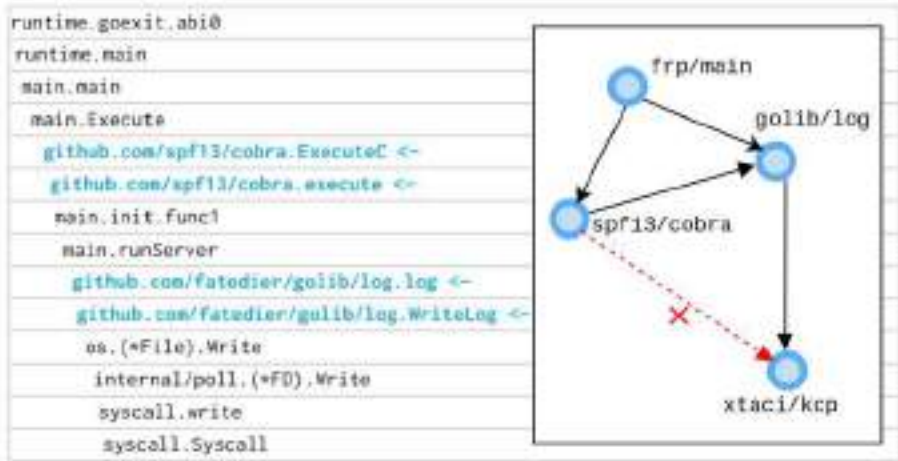 runtime.goexit.abi0
runtime.main
main.main
main.Execute
github.com/spf13/cobra.ExecuteC <-
github.com/spf13/cobra.execute <-
main.init.func1
main.runServer
github.com/fatedier/golib/log.log <-
github.com/fatedier/golib/log.WriteLog <-
os.(*File).Write
internal/poll.(*FD).Write
syscall.write
syscall.Syscall
frp/main
golib/log
spf13/cobra
xtaci/kcp